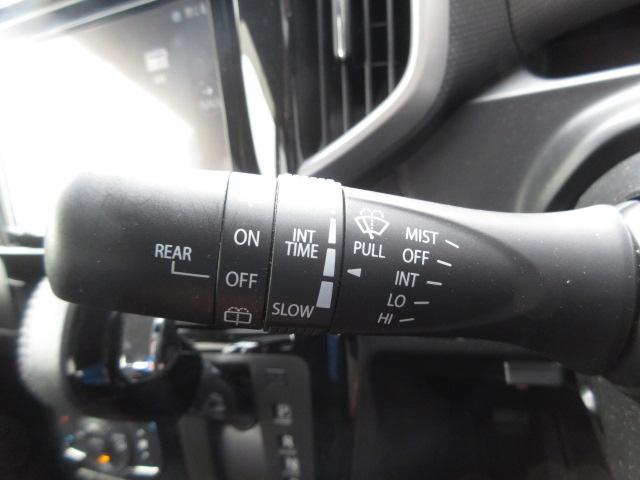 REAR
ON
OFF
INT
TIME
SLOW
PULL
MIST
OFF
INT
LO
HI
P
R
N